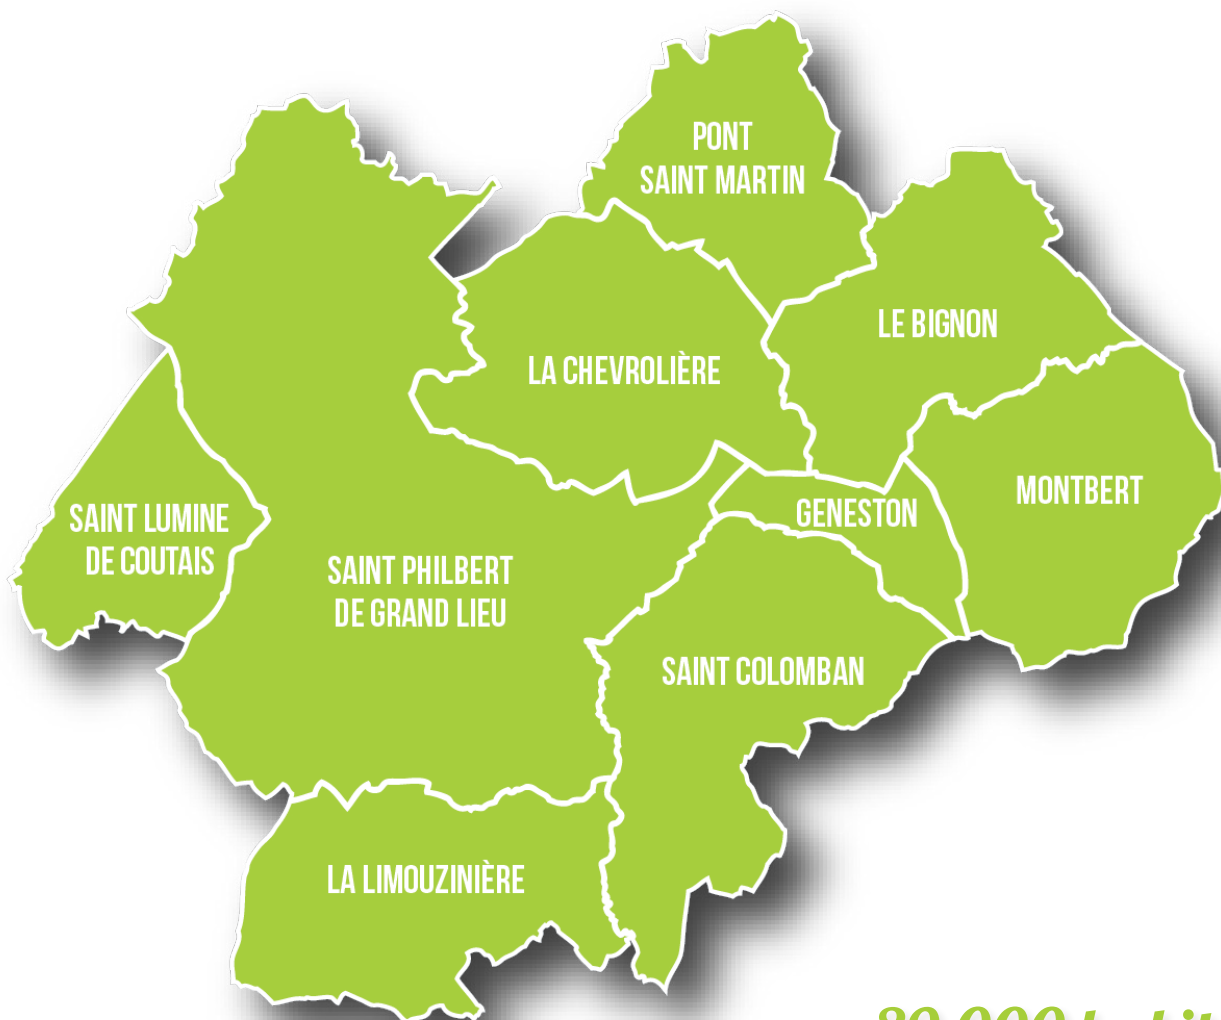 PONT
SAINT MARTIN
LE BIGNON
LA CHEVROLIÈRE
MONTBERT
GENESTON
SAINT LUMINE
DE COUTAIS
SAINT PHILBERT
DE GRAND LIEU
SAINT COLOMBAN
LA LIMOUZINIÈRE